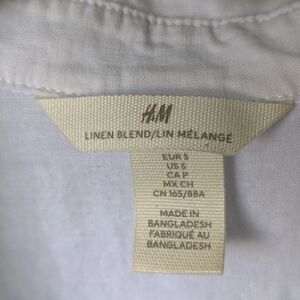 H&M
LINEN BLEND/LIN MÉLANGÉ
EUR S
US S
CA P
MX CH
CN 165/88A
MADE IN
BANGLADESH
FABRIQUÉ AU
BANGLADESH